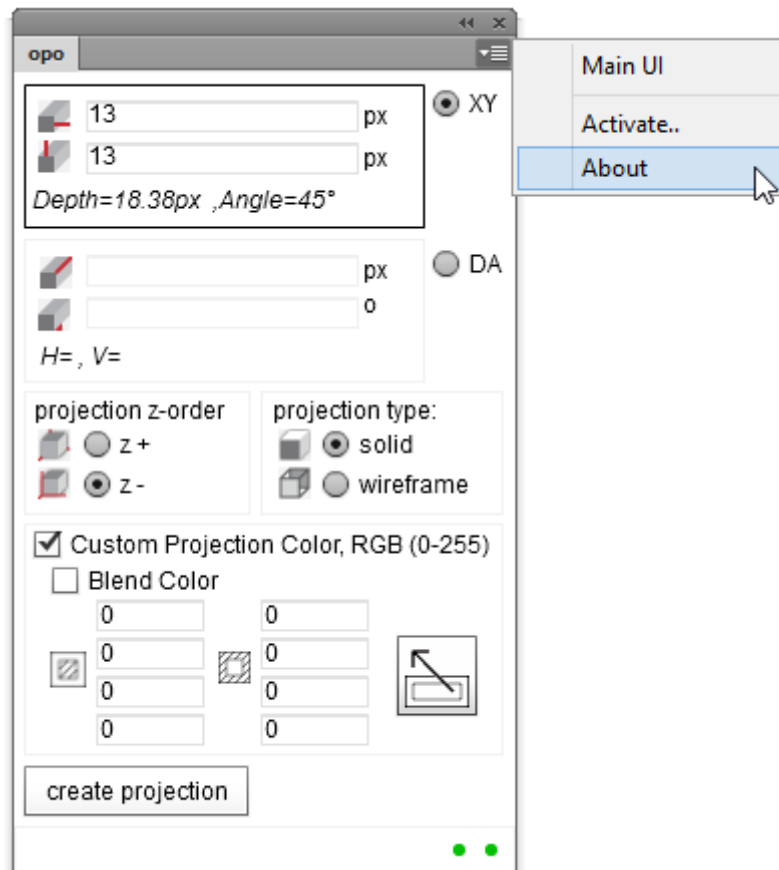 opo
Main UI
Activate..
About
13 px
XY
13 px
Depth=18.38px ,Angle=45°
px
DA
o
H= , V=
projection z-order
z +
z -
projection type:
solid
wireframe
Custom Projection Color, RGB (0-255)
Blend Color
0 0
0 0
0 0
0 0
create projection